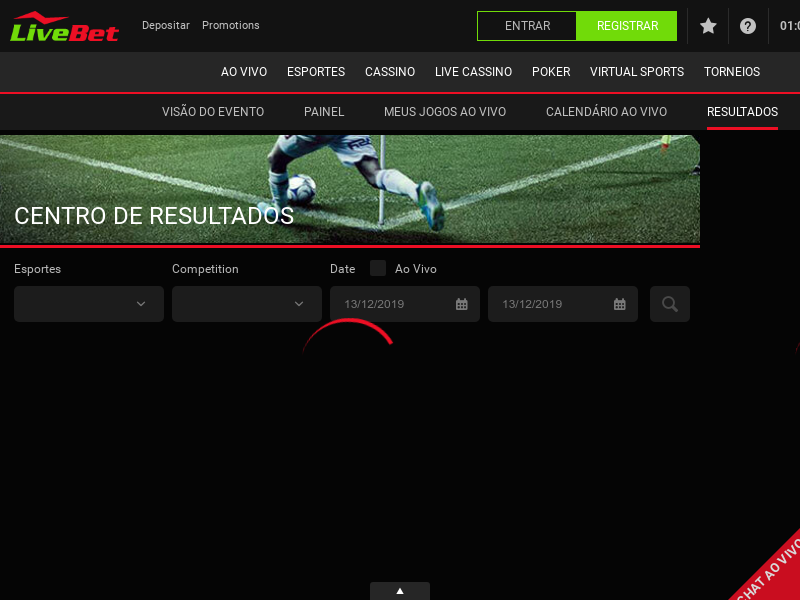 LiveBet
Depositar Promotions
ENTRAR REGISTRAR
AO VIVO ESPORTES CASSINO LIVE CASSINO POKER VIRTUAL SPORTS TORNEIOS
VISÃO DO EVENTO PAINEL MEUS JOGOS AO VIVO CALENDÁRIO AO VIVO RESULTADOS
CENTRO DE RESULTADOS
Esportes Competition Date Ao Vivo
13/12/2019 13/12/2019
CHAT AO VIVO